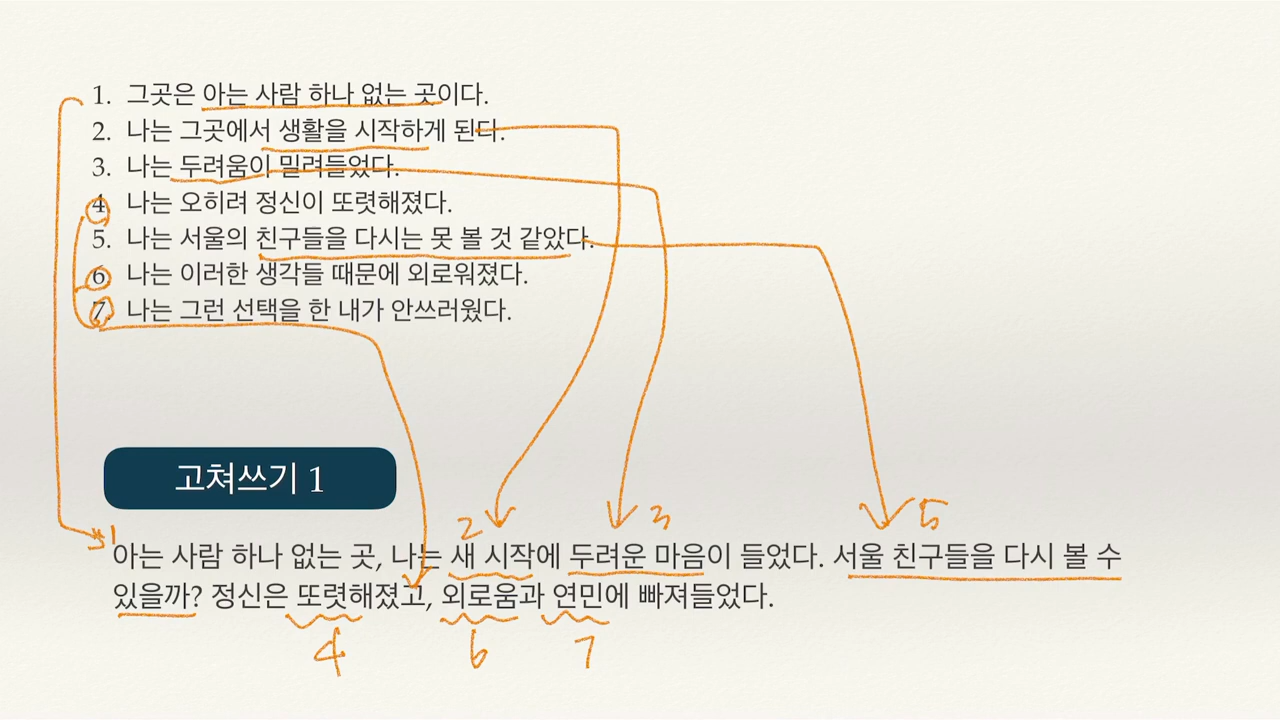 1. 그곳은 아는 사람 하나 없는 곳이다.
2. 나는 그곳에서 생활을 시작하게 된다.
3. 나는 두려움이 밀려들었다.
4. 나는 오히려 정신이 또렷해졌다.
5. 나는 서울의 친구들을 다시는 못 볼 것 같았다.
6. 나는 이러한 생각들 때문에 외로워졌다.
7. 나는 그런 선택을 한 내가 안쓰러웠다.
고쳐쓰기 1
1 2 3 5
아는 사람 하나 없는 곳, 나는 새 시작에 두려운 마음이 들었다. 서울 친구들을 다시 볼 수
있을까? 정신은 또렷해졌고, 외로움과 연민에 빠져들었다.
4 6 7